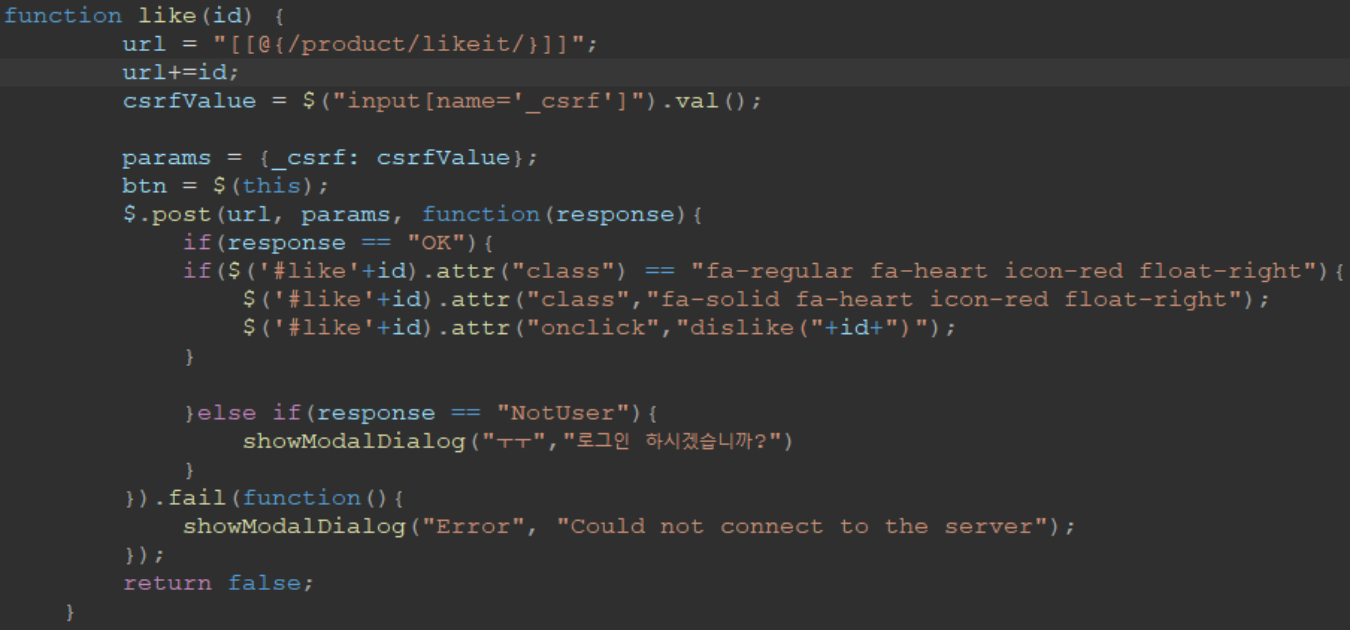 function like(id) {
url = "[[@{/product/likeit/}]]";
url+=id;
csrfValue = $("input[name='_csrf']").val();
params = {_csrf: csrfValue};
btn = $(this);
$.post(url, params, function(response){
if(response == "OK"){
if($('#like'+id).attr("class") == "fa-regular fa-heart icon-red float-right"){
$('#like'+id).attr("class","fa-solid fa-heart icon-red float-right");
$('#like'+id).attr("onclick","dislike("+id+")");
}
}else if(response == "NotUser"){
showModalDialog("ㅜㅜ","로그인 하시겠습니까?")
}
}).fail(function(){
showModalDialog("Error", "Could not connect to the server");
});
return false;
}